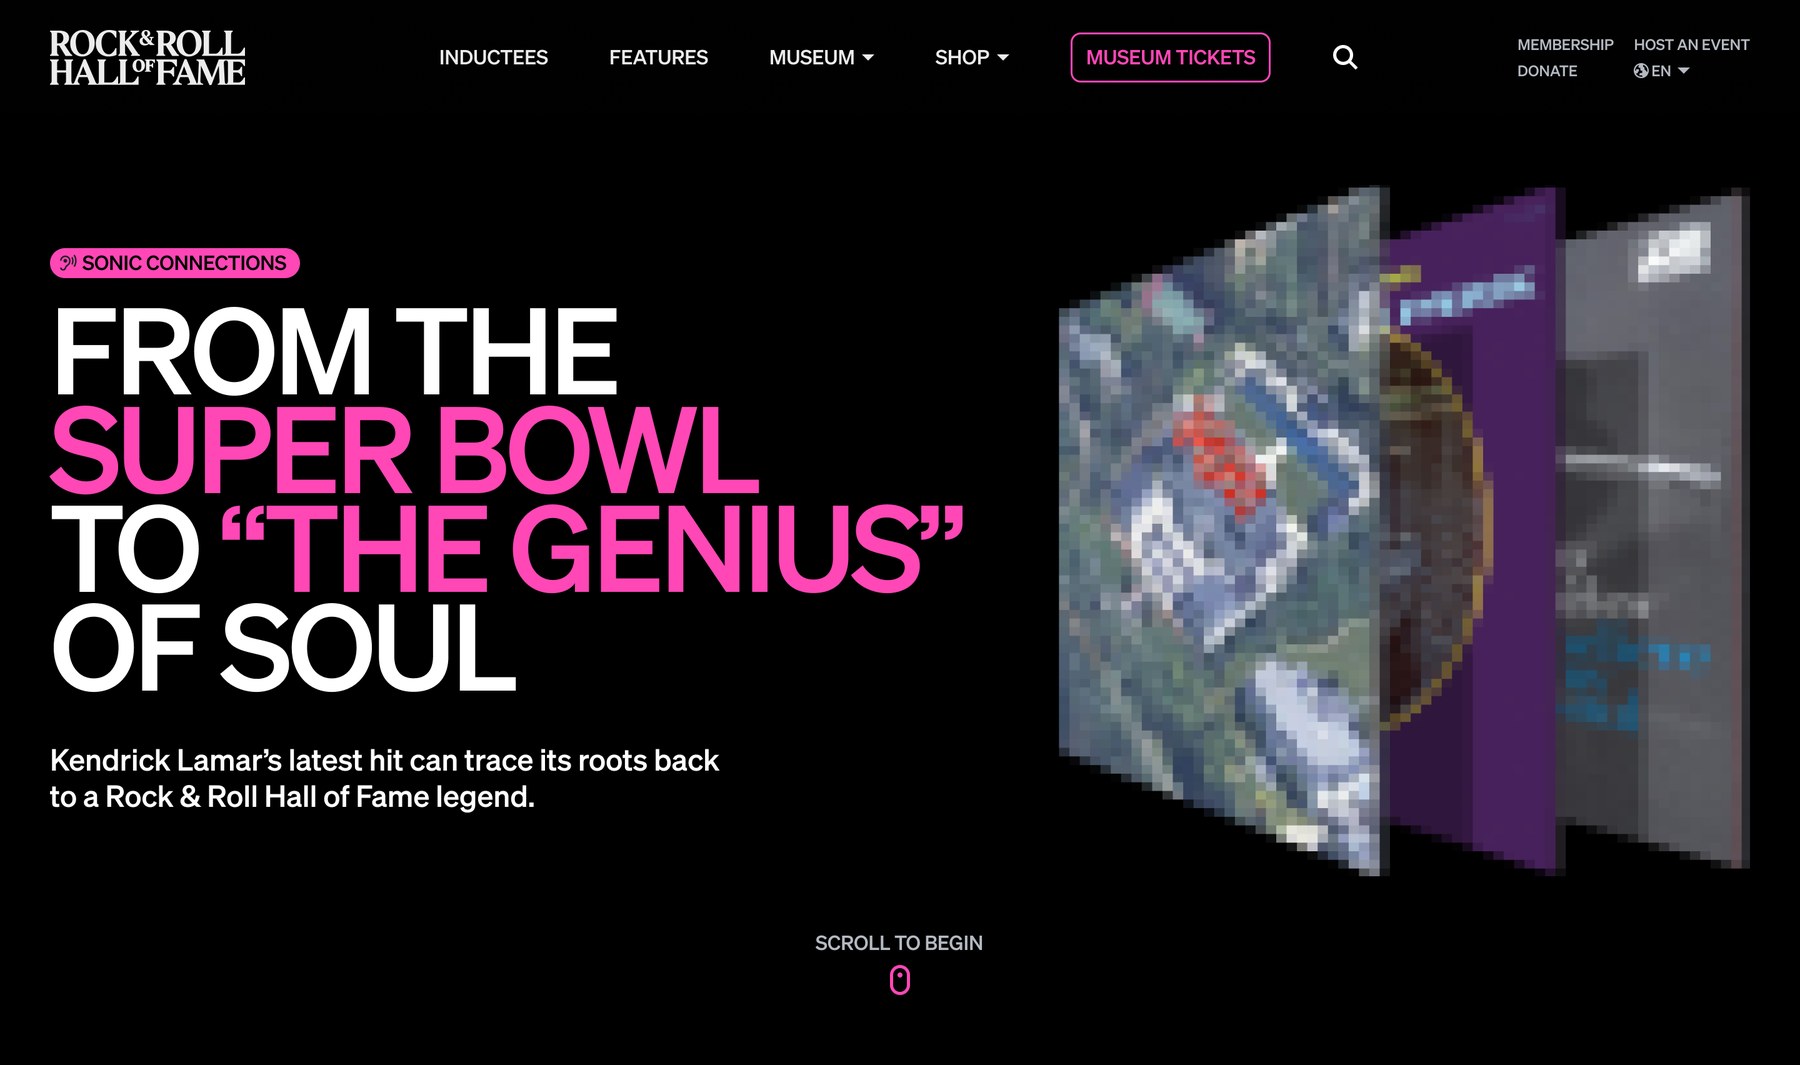 ROCK & ROLL
HALL OF FAME
INDUCTEES
FEATURES
MUSEUM
SHOP
MUSEUM TICKETS
MEMBERSHIP
HOST AN EVENT
DONATE
EN
SONIC CONNECTIONS
FROM THE
SUPER BOWL
TO “THE GENIUS”
OF SOUL
Kendrick Lamar’s latest hit can trace its roots back
to a Rock & Roll Hall of Fame legend.
SCROLL TO BEGIN